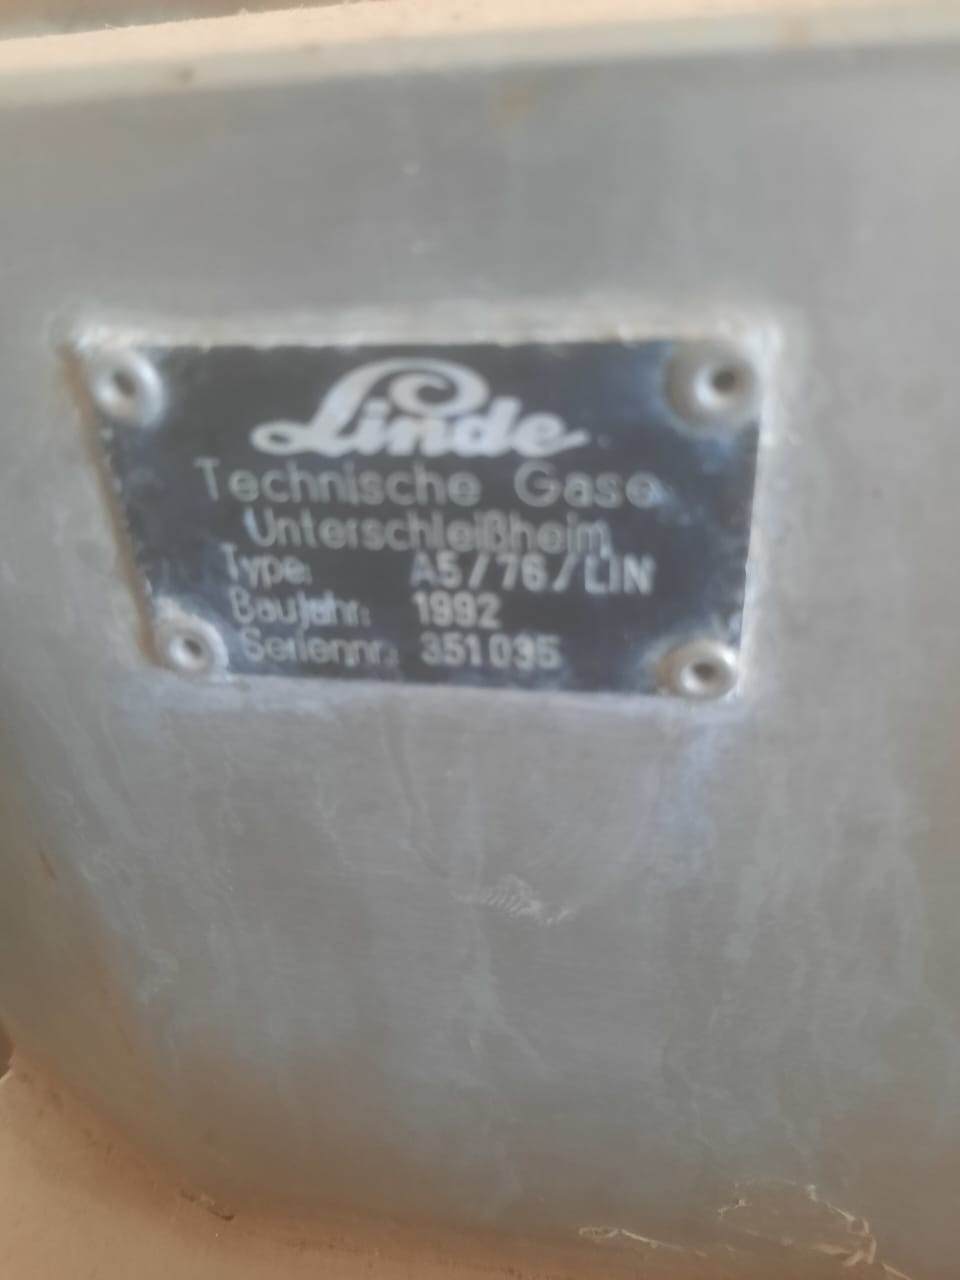 Linde
Technische Gase
Unterschleißheim
Type: A5/76/LIN
Baujahr: 1992
Seriennr.: 351035